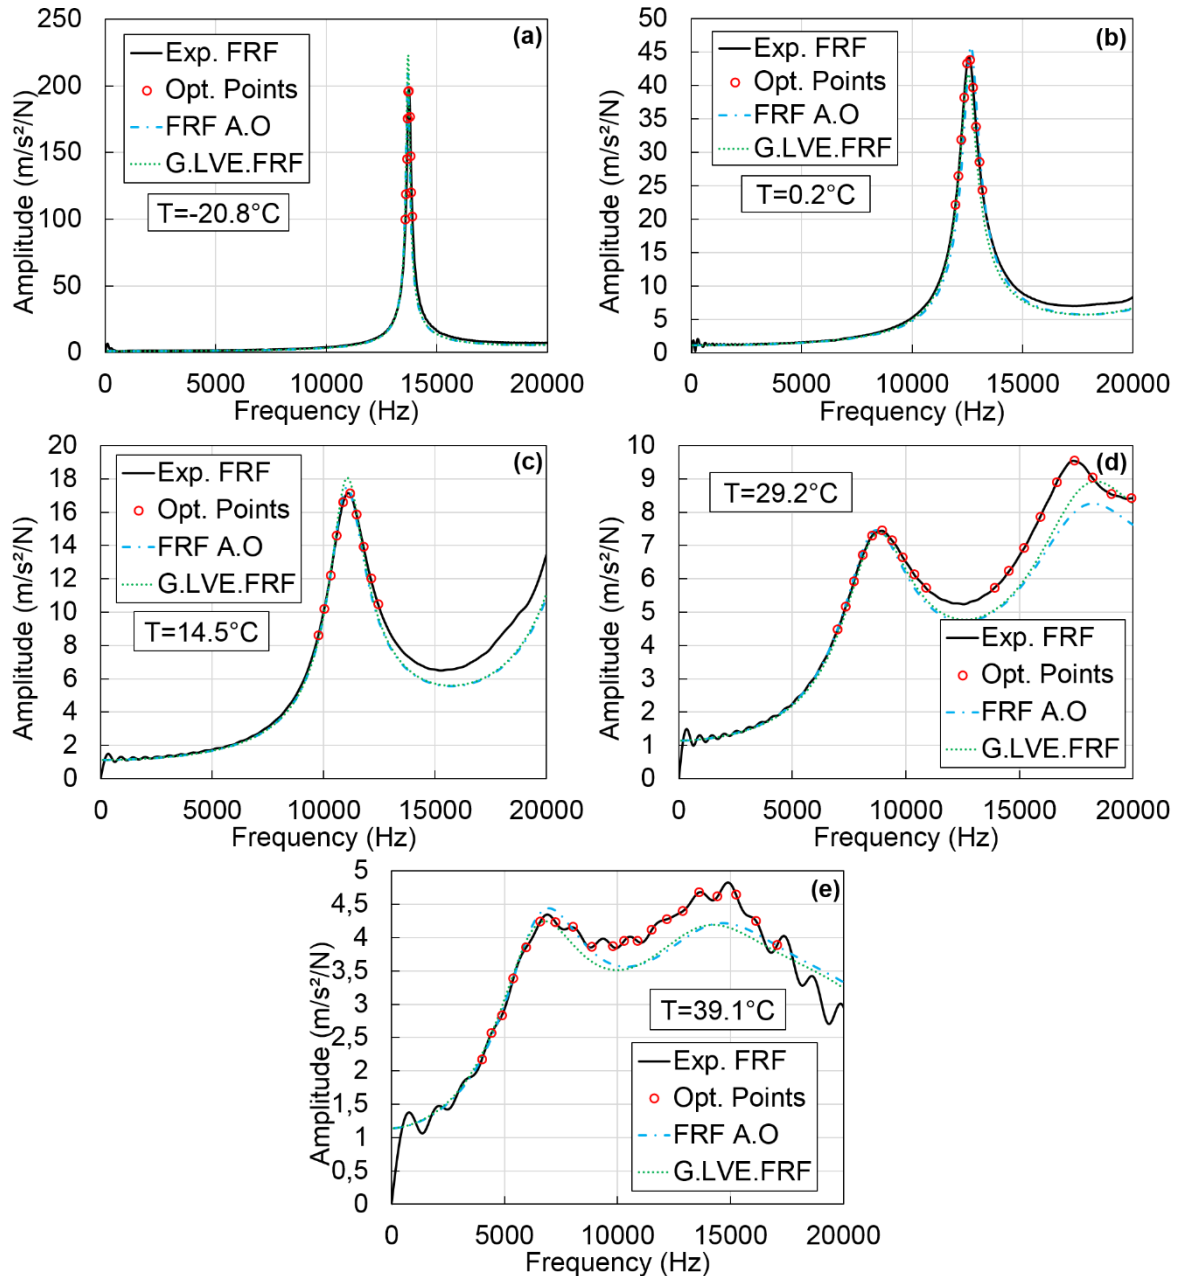 (a)
Exp. FRF
Opt. Points
FRF A.O
G.LVE.FRF
T=-20.8°C
Amplitude (m/s²/N)
250
200
150
100
50
0
0 5000 10000 15000 20000
Frequency (Hz)
(b)
Exp. FRF
Opt. Points
FRF A.O
G.LVE.FRF
T=0.2°C
Amplitude (m/s²/N)
50
45
40
35
30
25
20
15
10
5
0
0 5000 10000 15000 20000
Frequency (Hz)
(c)
Exp. FRF
Opt. Points
FRF A.O
G.LVE.FRF
T=14.5°C
Amplitude (m/s²/N)
20
18
16
14
12
10
8
6
4
2
0
0 5000 10000 15000 20000
Frequency (Hz)
(d)
T=29.2°C
Exp. FRF
Opt. Points
FRF A.O
G.LVE.FRF
Amplitude (m/s²/N)
10
9
8
7
6
5
4
3
2
1
0
0 5000 10000 15000 20000
Frequency (Hz)
(e)
T=39.1°C
Exp. FRF
Opt. Points
FRF A.O
G.LVE.FRF
Amplitude (m/s²/N)
5
4,5
4
3,5
3
2,5
2
1,5
1
0,5
0
0 5000 10000 15000 20000
Frequency (Hz)